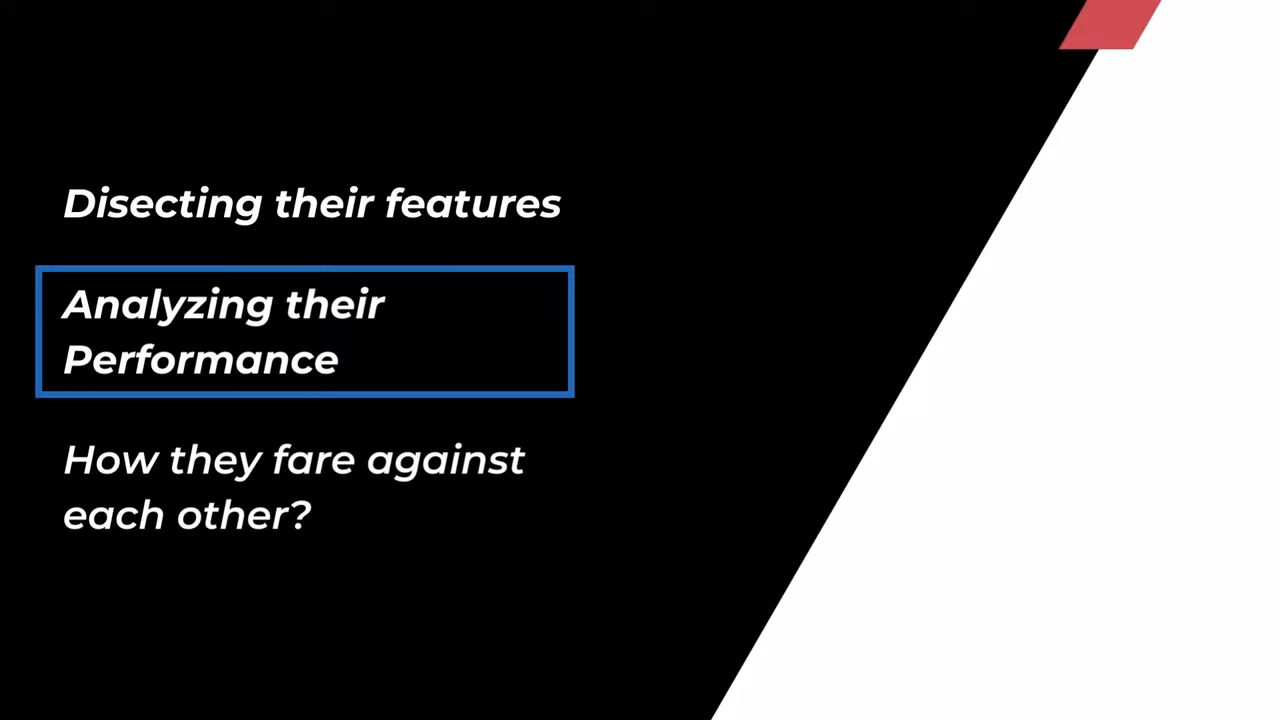 Disecting their features
Analyzing their
Performance
How they fare against
each other?